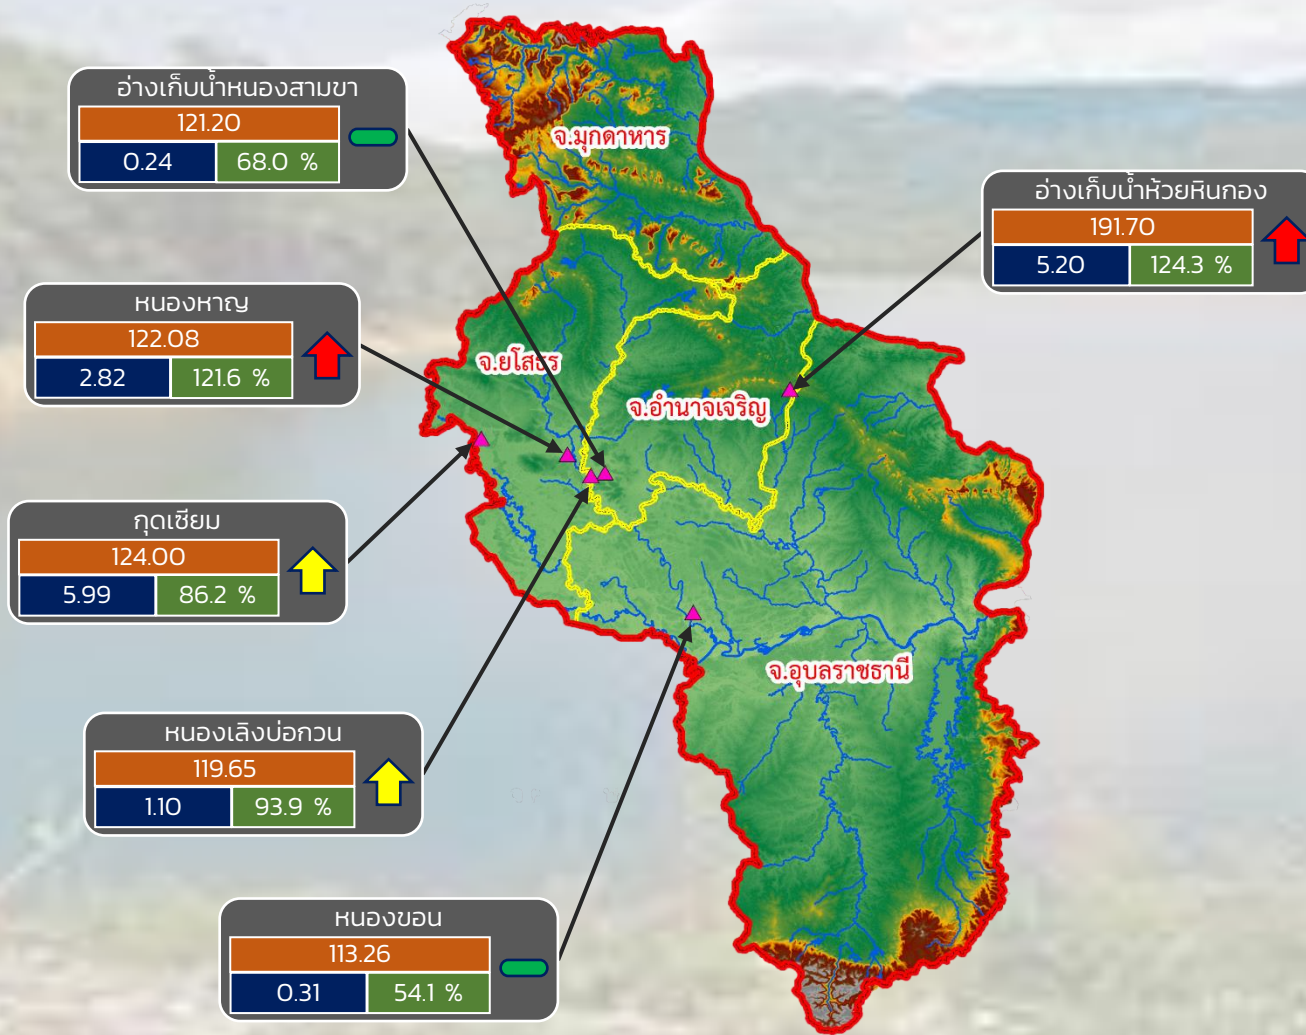 อ่างเก็บน้ำหนองสามขา
121.20
0.24 68.0 %
จ.มุกดาหาร
อ่างเก็บน้ำห้วยหินกอง
191.70
5.20 124.3 %
หนองหาญ
122.08
2.82 121.6 %
จ.ยโสธร
จ.อำนาจเจริญ
กุดเซียม
124.00
5.99 86.2 %
จ.อุบลราชธานี
หนองเลิงบ่อกวน
119.65
1.10 93.9 %
หนองขอน
113.26
0.31 54.1 %